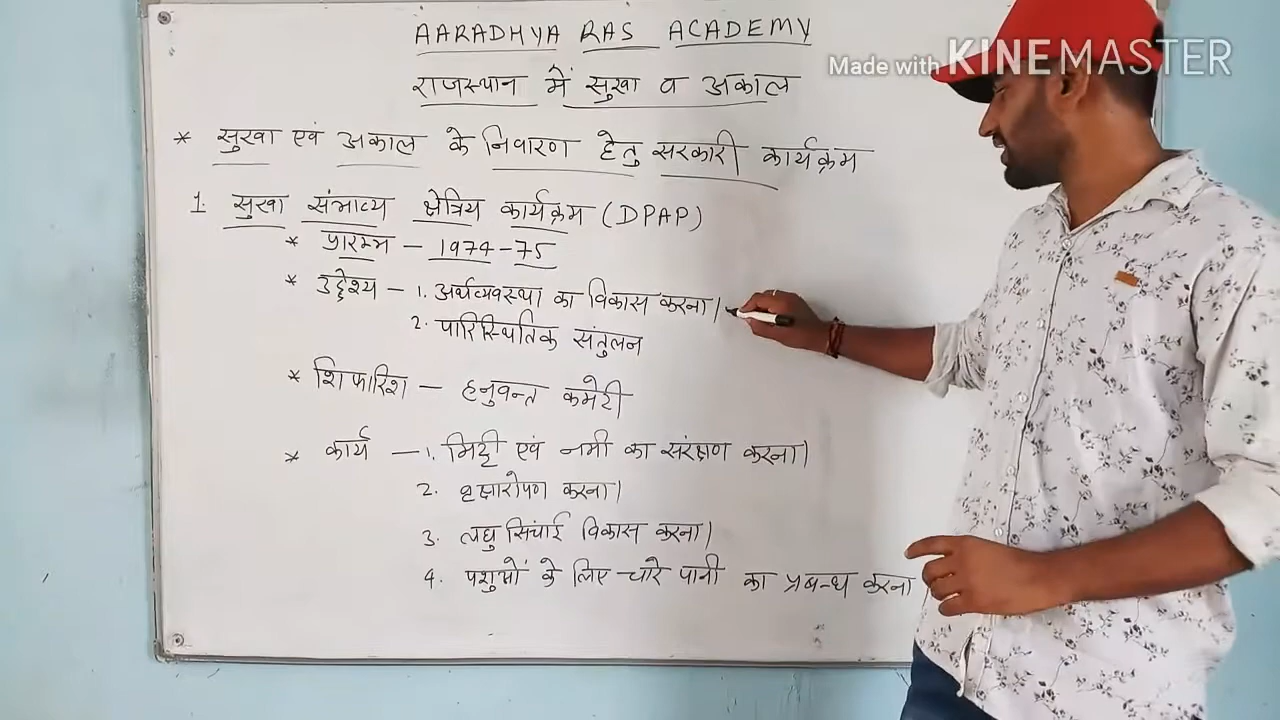 AARADHYA RAS ACADEMY
Made with KINEMASTER
राजस्थान में सुखा व अकाल
* सुखा एवं अकाल के निवारण हेतु सरकारी कार्यक्रम
1. सुखा संभाव्य क्षेत्रिय कार्यक्रम (DPAP)
* प्रारम्भ – 1974-75
* उद्देश्य – 1. अर्थव्यवस्था का विकास करना।
2. पारिस्थितिक संतुलन
* शिफारिश – हनुवन्त कमेटी
* कार्य – 1. मिट्टी एवं नमी का संरक्षण करना।
2. वृक्षारोपण करना।
3. लघु सिंचाई विकास करना।
4. पशुओं के लिए चारे पानी का प्रबन्ध करना